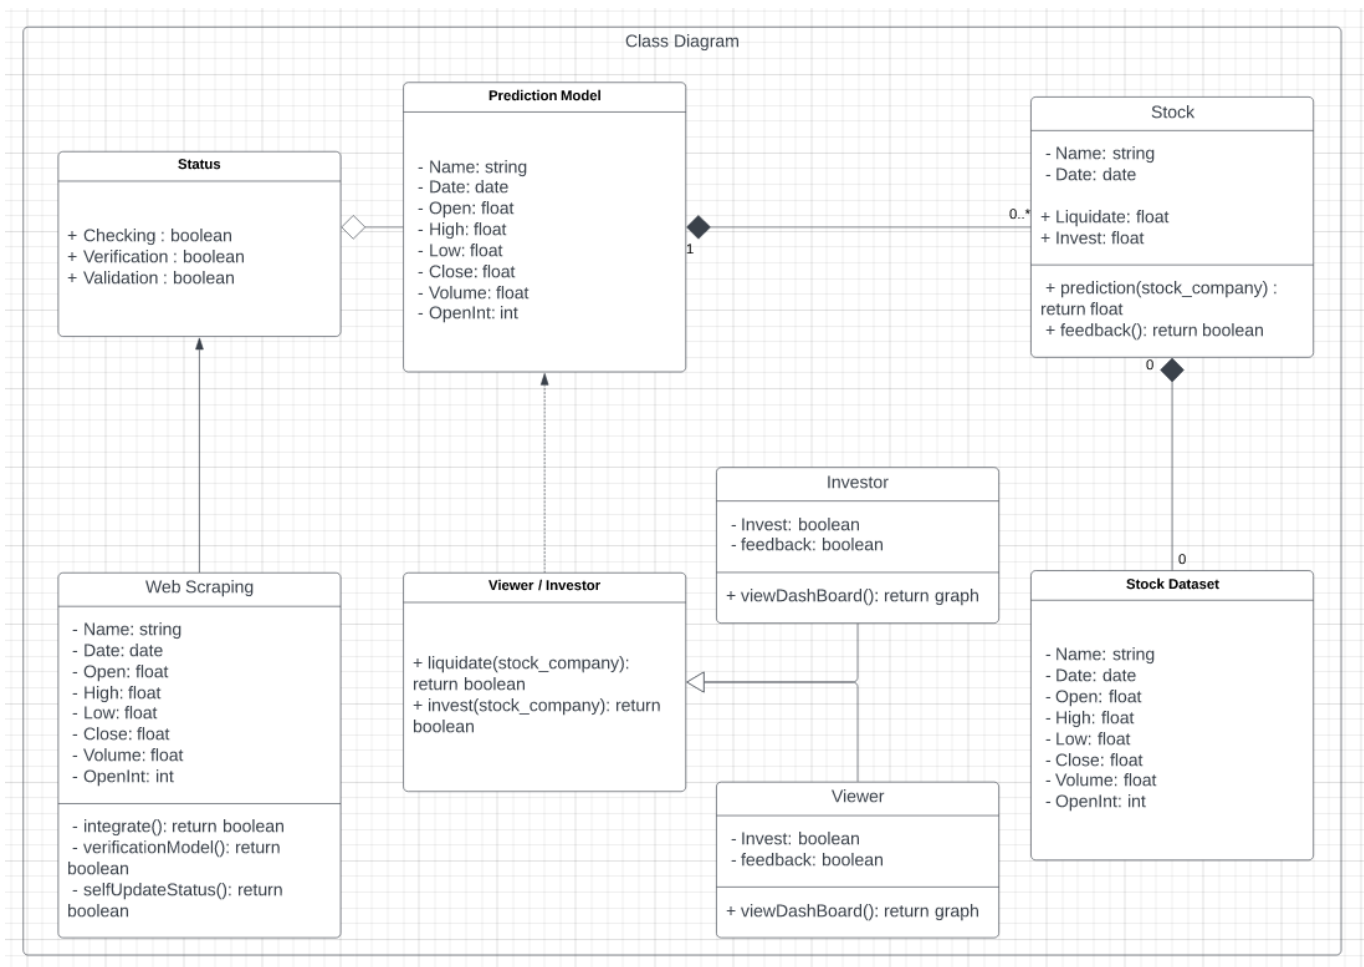 Class Diagram
Prediction Model
- Name: string
- Date: date
- Open: float
- High: float
- Low: float
- Close: float
- Volume: float
- OpenInt: int
Stock
- Name: string
- Date: date
+ Liquidate: float
+ Invest: float
+ prediction(stock_company) :
return float
+ feedback(): return boolean
Status
+ Checking : boolean
+ Verification : boolean
+ Validation : boolean
1
0..*
0
0
Investor
- Invest: boolean
- feedback: boolean
+ viewDashBoard(): return graph
Web Scraping
- Name: string
- Date: date
- Open: float
- High: float
- Low: float
- Close: float
- Volume: float
- OpenInt: int
- integrate(): return boolean
- verificationModel(): return
boolean
- selfUpdateStatus(): return
boolean
Viewer / Investor
+ liquidate(stock_company):
return boolean
+ invest(stock_company): return
boolean
Viewer
- Invest: boolean
- feedback: boolean
+ viewDashBoard(): return graph
Stock Dataset
- Name: string
- Date: date
- Open: float
- High: float
- Low: float
- Close: float
- Volume: float
- OpenInt: int